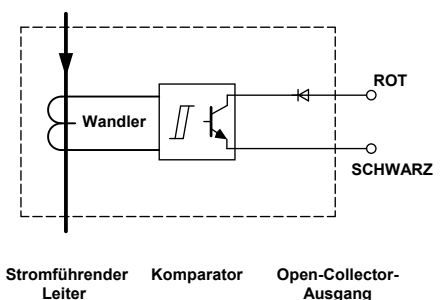 ROT
Wandler
SCHWARZ
Stromführender Leiter
Komparator
Open-Collector-
Ausgang